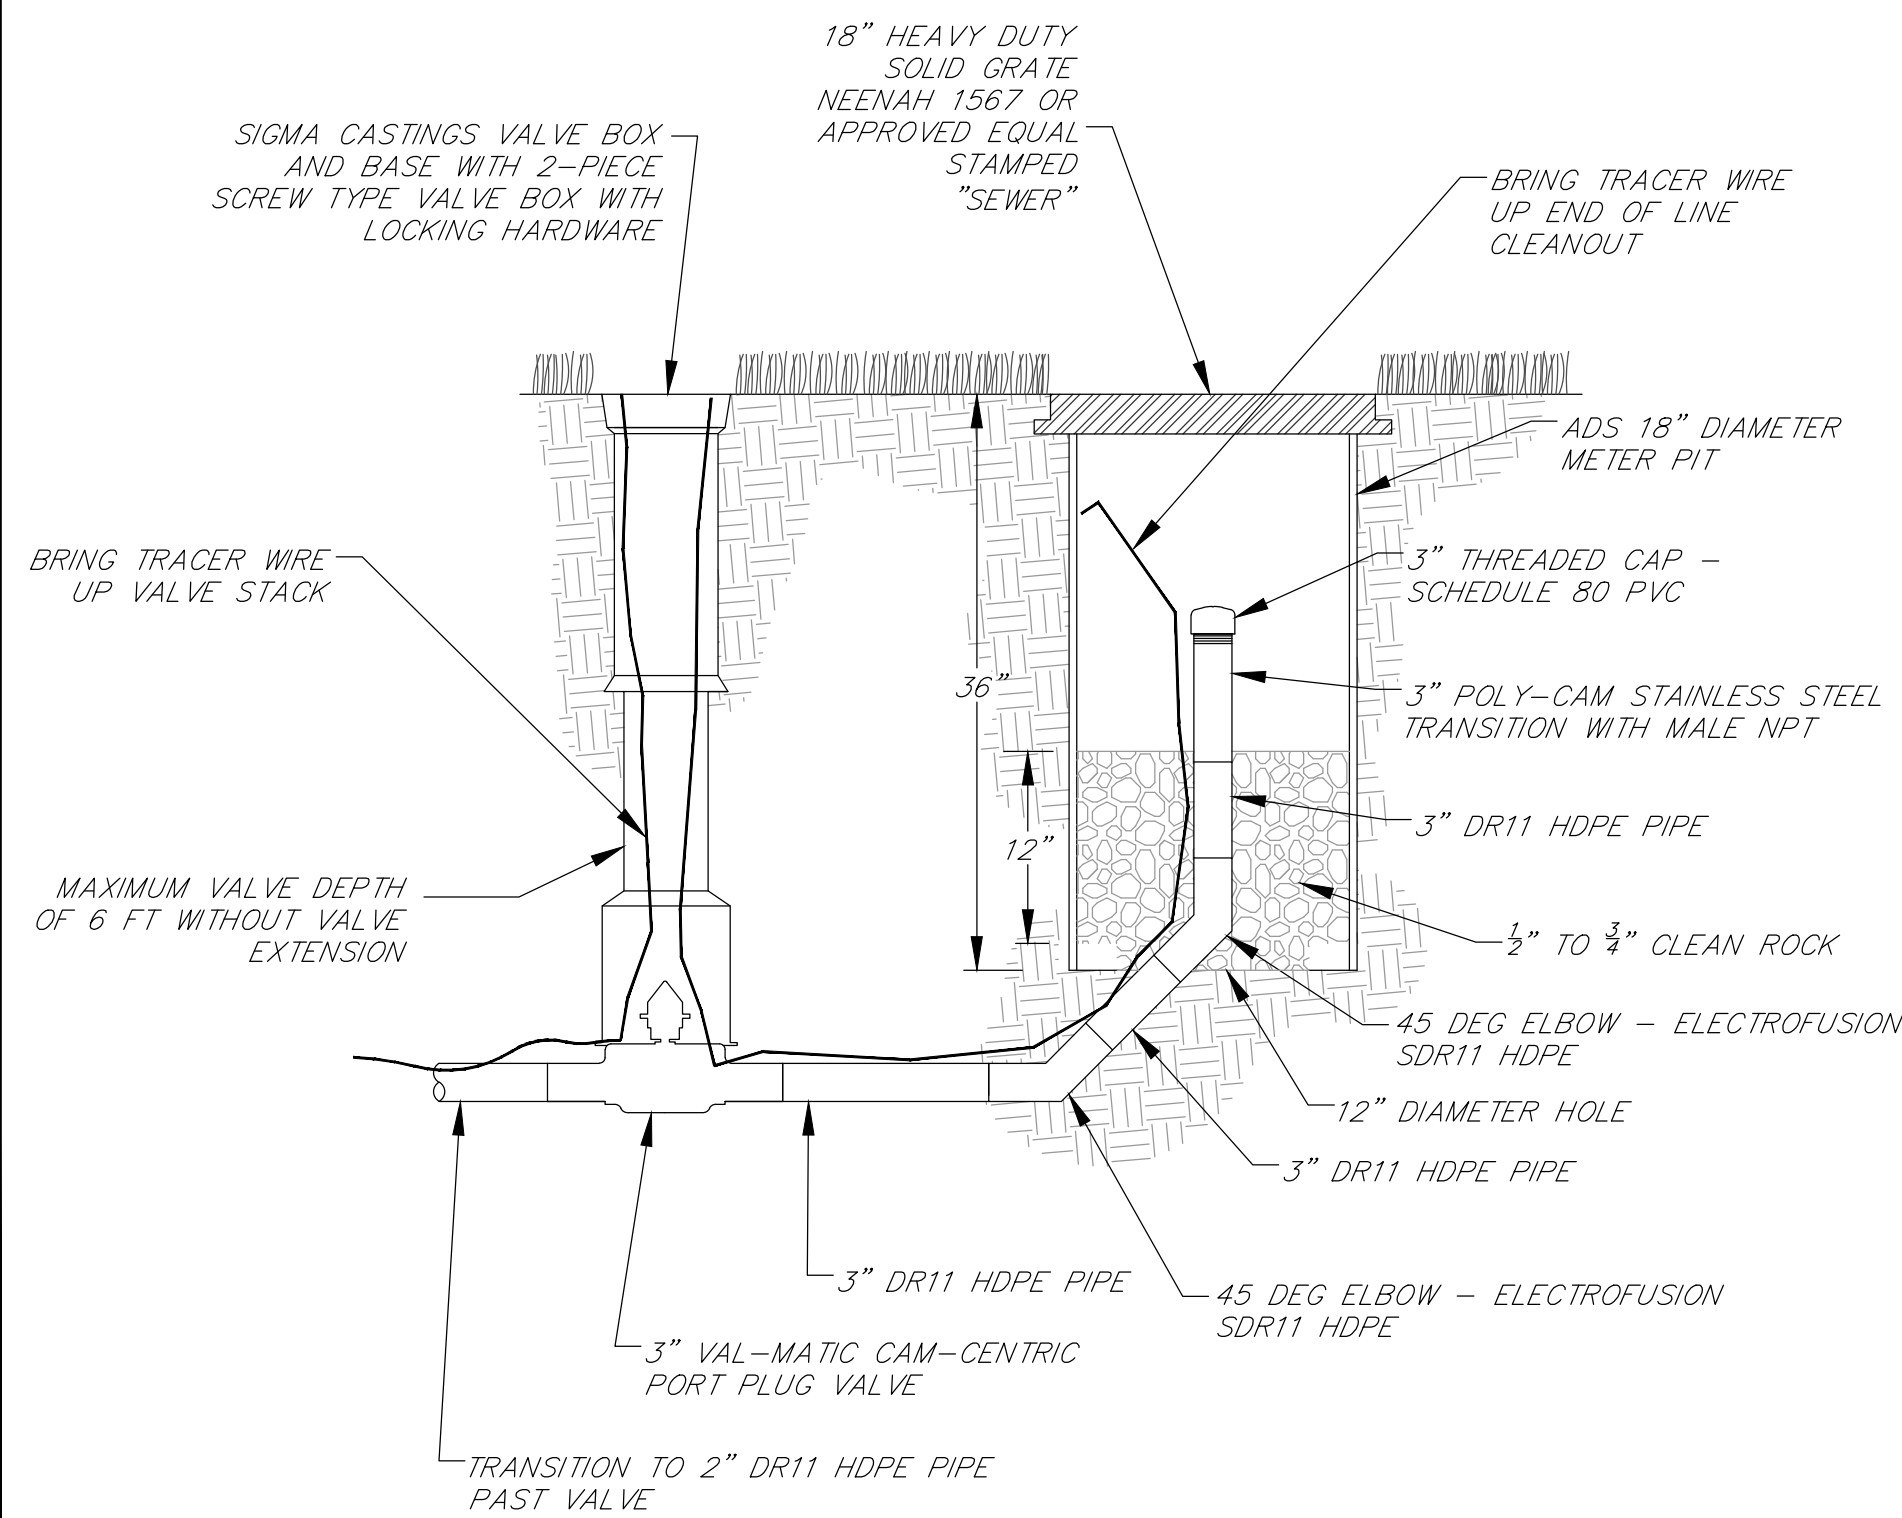 18" HEAVY DUTY
SOLID GRATE
NEENAH 1567 OR
APPROVED EQUAL
STAMPED
"SEWER"
SIGMA CASTINGS VALVE BOX
AND BASE WITH 2-PIECE
SCREW TYPE VALVE BOX WITH
LOCKING HARDWARE
BRING TRACER WIRE
UP END OF LINE
CLEANOUT
ADS 18" DIAMETER
METER PIT
BRING TRACER WIRE
UP VALVE STACK
3" THREADED CAP -
SCHEDULE 80 PVC
36"
3" POLY-CAM STAINLESS STEEL
TRANSITION WITH MALE NPT
12"
3" DR11 HDPE PIPE
MAXIMUM VALVE DEPTH
OF 6 FT WITHOUT VALVE
EXTENSION
1/2" TO 3/4" CLEAN ROCK
45 DEG ELBOW - ELECTROFUSION
SDR11 HDPE
12" DIAMETER HOLE
3" DR11 HDPE PIPE
3" DR11 HDPE PIPE
45 DEG ELBOW - ELECTROFUSION
SDR11 HDPE
3" VAL-MATIC CAM-CENTRIC
PORT PLUG VALVE
TRANSITION TO 2" DR11 HDPE PIPE
PAST VALVE